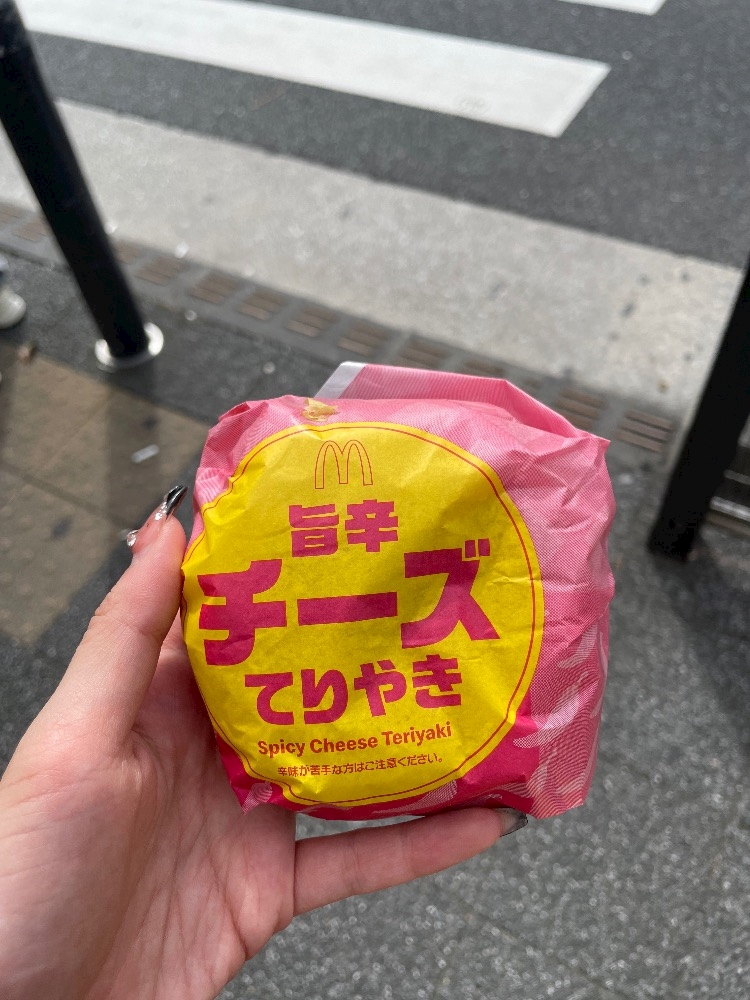 旨辛
チーズ
てりやき
Spicy Cheese Teriyaki
辛味が苦手な方はご注意ください。